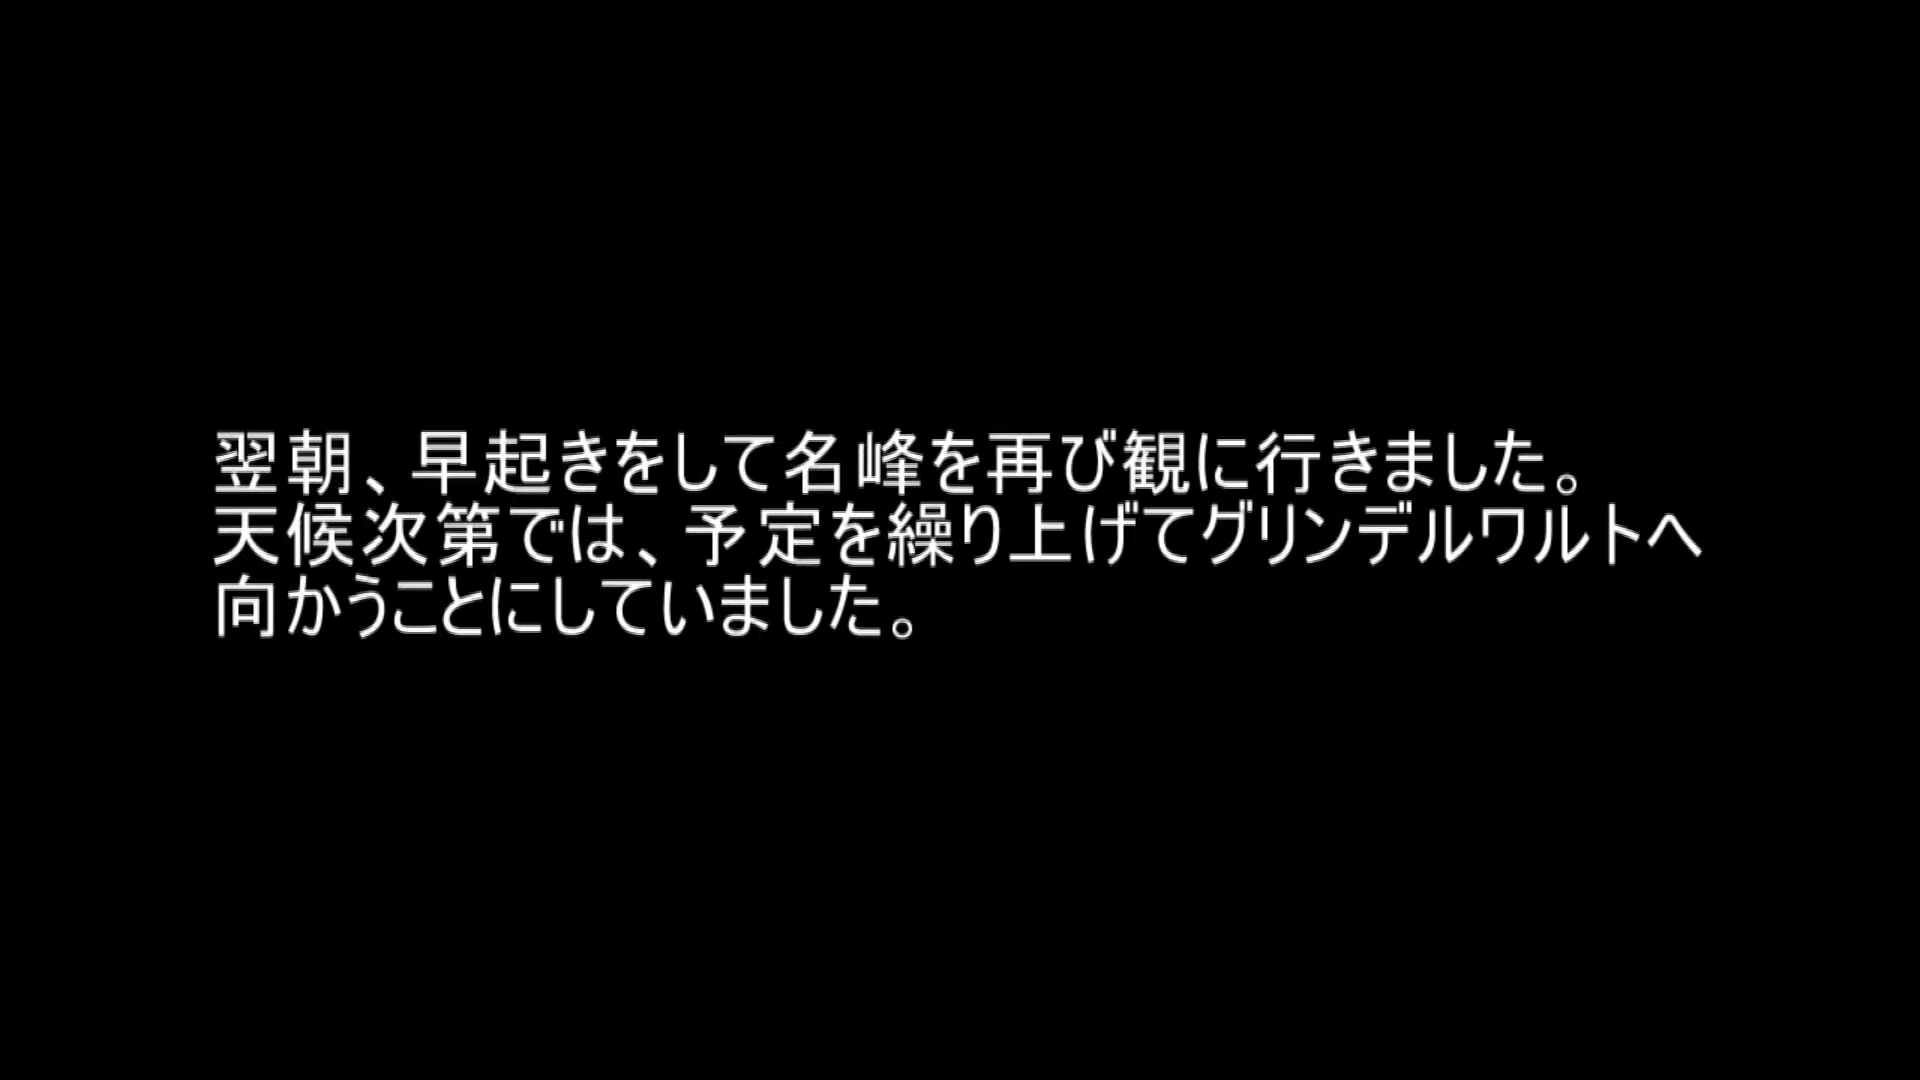 翌朝、早起きをして名峰を再び観に行きました。
天候次第では、予定を繰り上げてグリンデルワルトへ
向かうことにしていました。